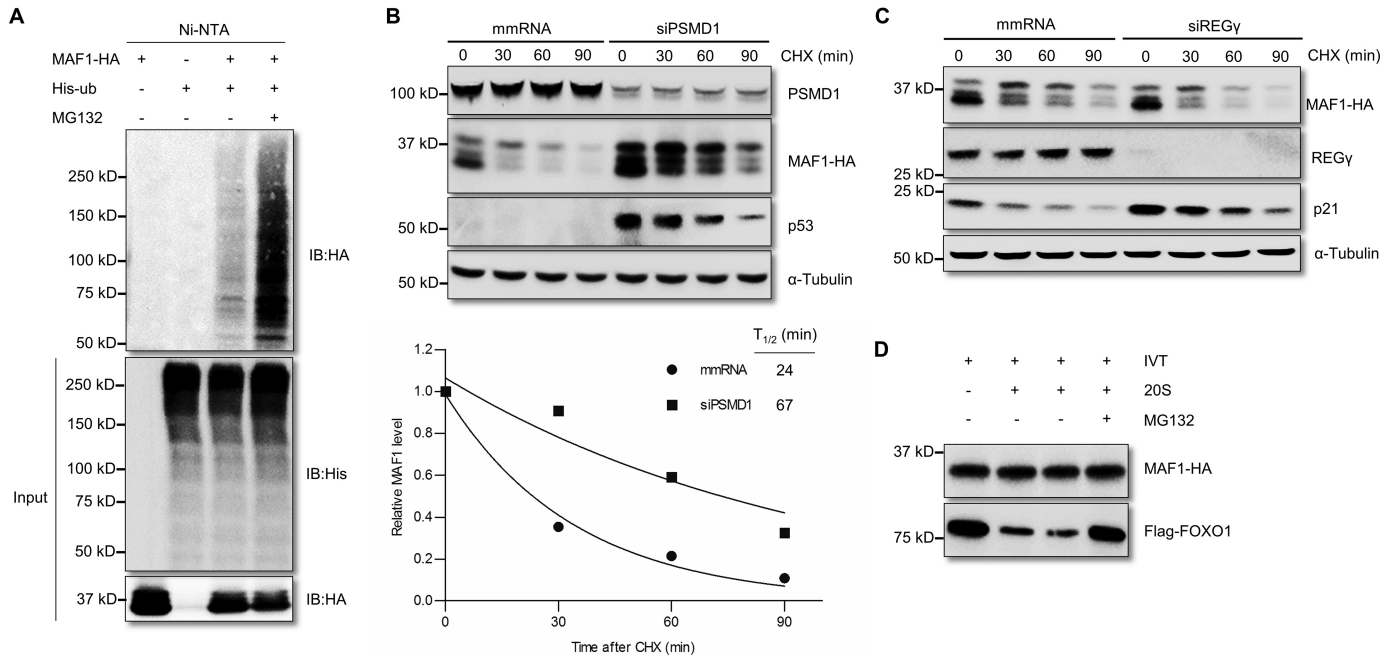 A
Ni-NTA
MAF1-HA + - + +
His-ub - + + +
MG132 - - - +
250 kD
150 kD
100 kD
75 kD
50 kD
IB:HA
Input
250 kD
150 kD
100 kD
75 kD
50 kD
IB:His
37 kD
IB:HA
B
mmRNA siPSMD1
0 30 60 90 0 30 60 90 CHX (min)
100 kD PSMD1
37 kD MAF1-HA
50 kD p53
50 kD α-Tubulin
T1/2 (min)
mmRNA 24
siPSMD1 67
Relative MAF1 level
1.2
1.0
0.8
0.6
0.4
0.2
0.0
0 30 60 90
Time after CHX (min)
C
mmRNA siREGγ
0 30 60 90 0 30 60 90 CHX (min)
37 kD MAF1-HA
REGγ
25 kD
25 kD
p21
50 kD α-Tubulin
D
+ + + + IVT
- + + + 20S
- - - + MG132
37 kD
MAF1-HA
75 kD Flag-FOXO1